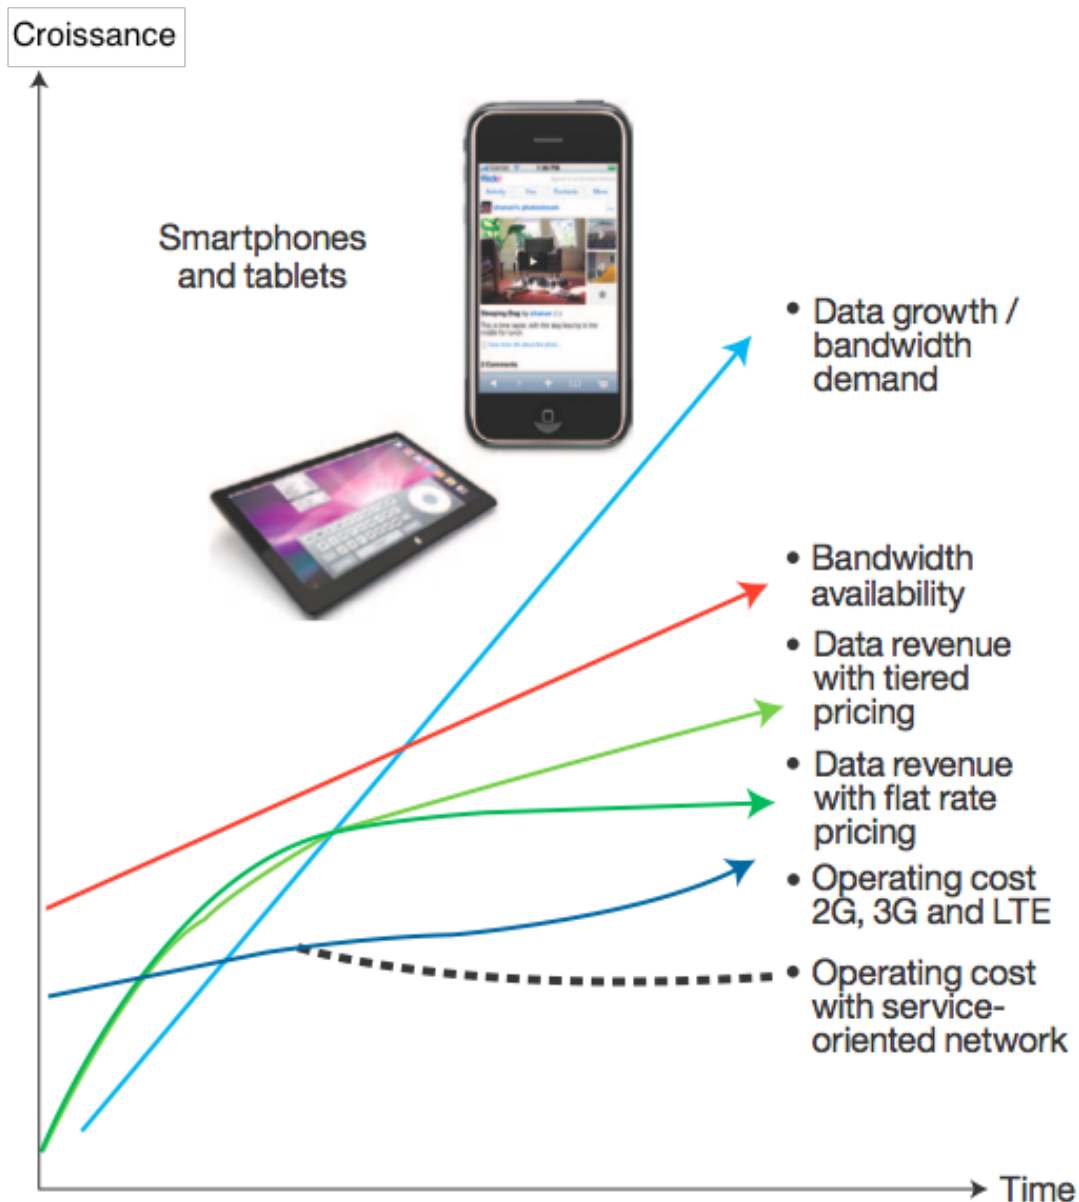 Croissance
Smartphones
and tablets
flickr
• Data growth /
bandwidth
demand
• Bandwidth
availability
• Data revenue
with tiered
pricing
• Data revenue
with flat rate
pricing
• Operating cost
2G, 3G and LTE
• Operating cost
with service-
oriented network
Time